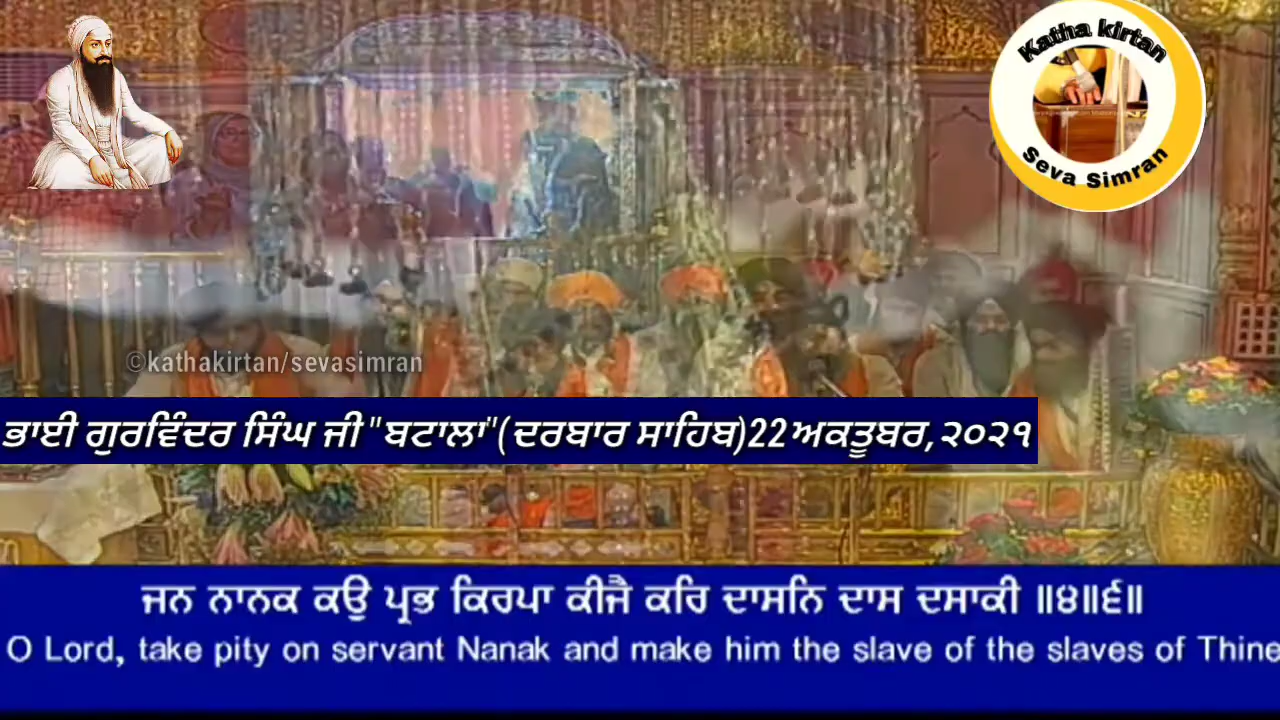 Katha kirtan
Seva Simran
©kathakirtan/sevasimran
ਭਾਈ ਗੁਰਵਿੰਦਰ ਸਿੰਘ ਜੀ "ਬਟਾਲਾ"(ਦਰਬਾਰ ਸਾਹਿਬ)22ਅਕਤੂਬਰ,੨੦੨੧
ਜਨ ਨਾਨਕ ਕਉ ਪ੍ਰਭ ਕਿਰਪਾ ਕੀਜੈ ਕਰਿ ਦਾਸਨਿ ਦਾਸ ਦਸਾਕੀ ॥੪॥੬॥
O Lord, take pity on servant Nanak and make him the slave of the slaves of Thine